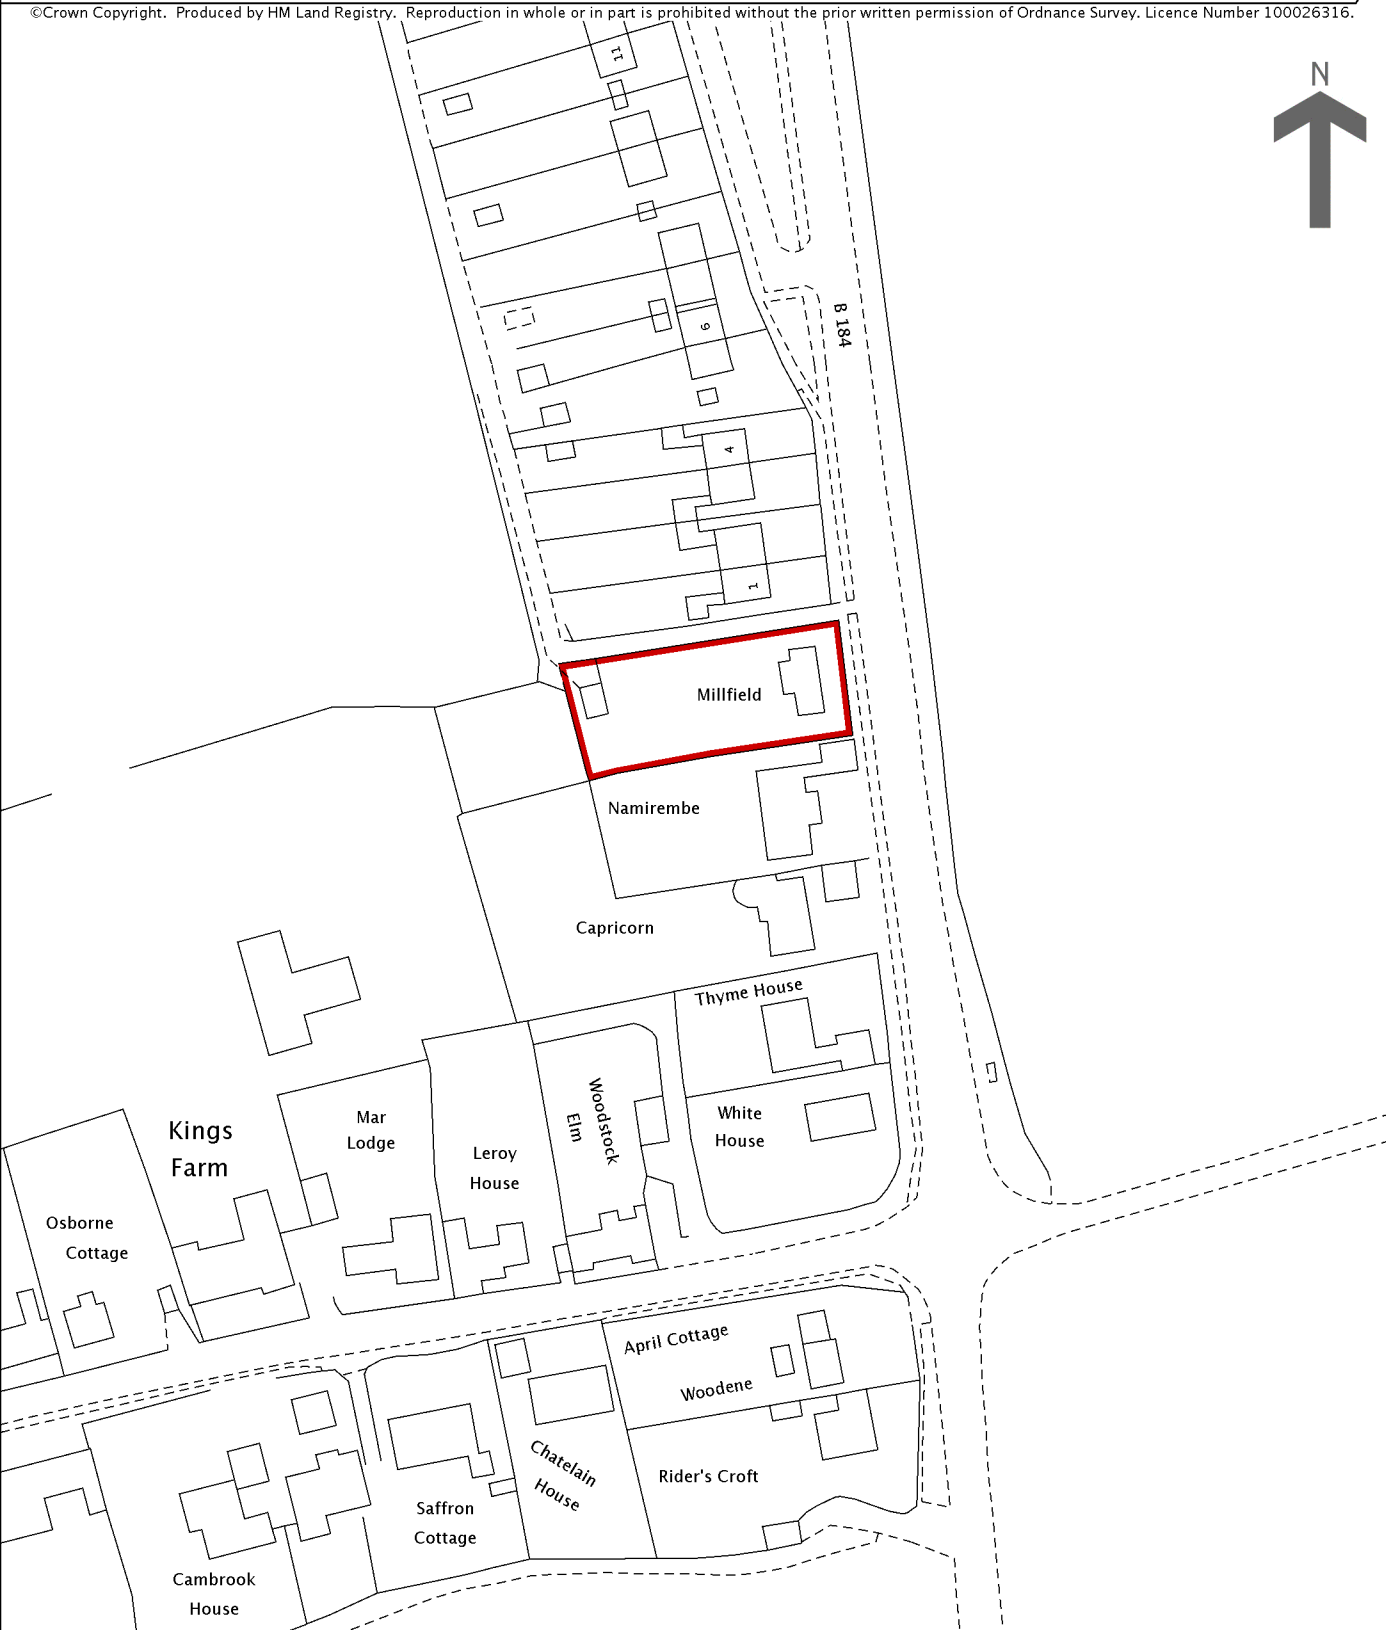 ©Crown Copyright. Produced by HM Land Registry. Reproduction in whole or in part is prohibited without the prior written permission of Ordnance Survey. Licence Number 100026316.
N
11
B 184
6
4
1
Millfield
Namirembe
Capricorn
Thyme House
White
House
Woodstock
Elm
Mar
Lodge
Leroy
House
Kings
Farm
Osborne
Cottage
April Cottage
Woodene
Chatelain
House
Rider's Croft
Saffron
Cottage
Cambrook
House